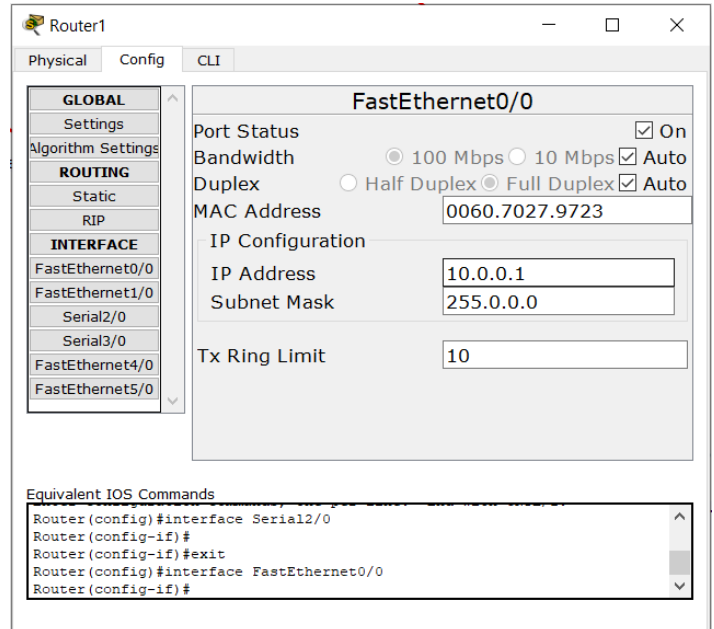 Router1
Physical Config CLI
GLOBAL
Settings
Algorithm Settings
ROUTING
Static
RIP
INTERFACE
FastEthernet0/0
FastEthernet1/0
Serial2/0
Serial3/0
FastEthernet4/0
FastEthernet5/0
FastEthernet0/0
Port Status On
Bandwidth 100 Mbps 10 Mbps Auto
Duplex Half Duplex Full Duplex Auto
MAC Address 0060.7027.9723
IP Configuration
IP Address 10.0.0.1
Subnet Mask 255.0.0.0
Tx Ring Limit 10
Equivalent IOS Commands
Router(config)#interface Serial2/0
Router(config-if)#
Router(config-if)#exit
Router(config)#interface FastEthernet0/0
Router(config-if)#